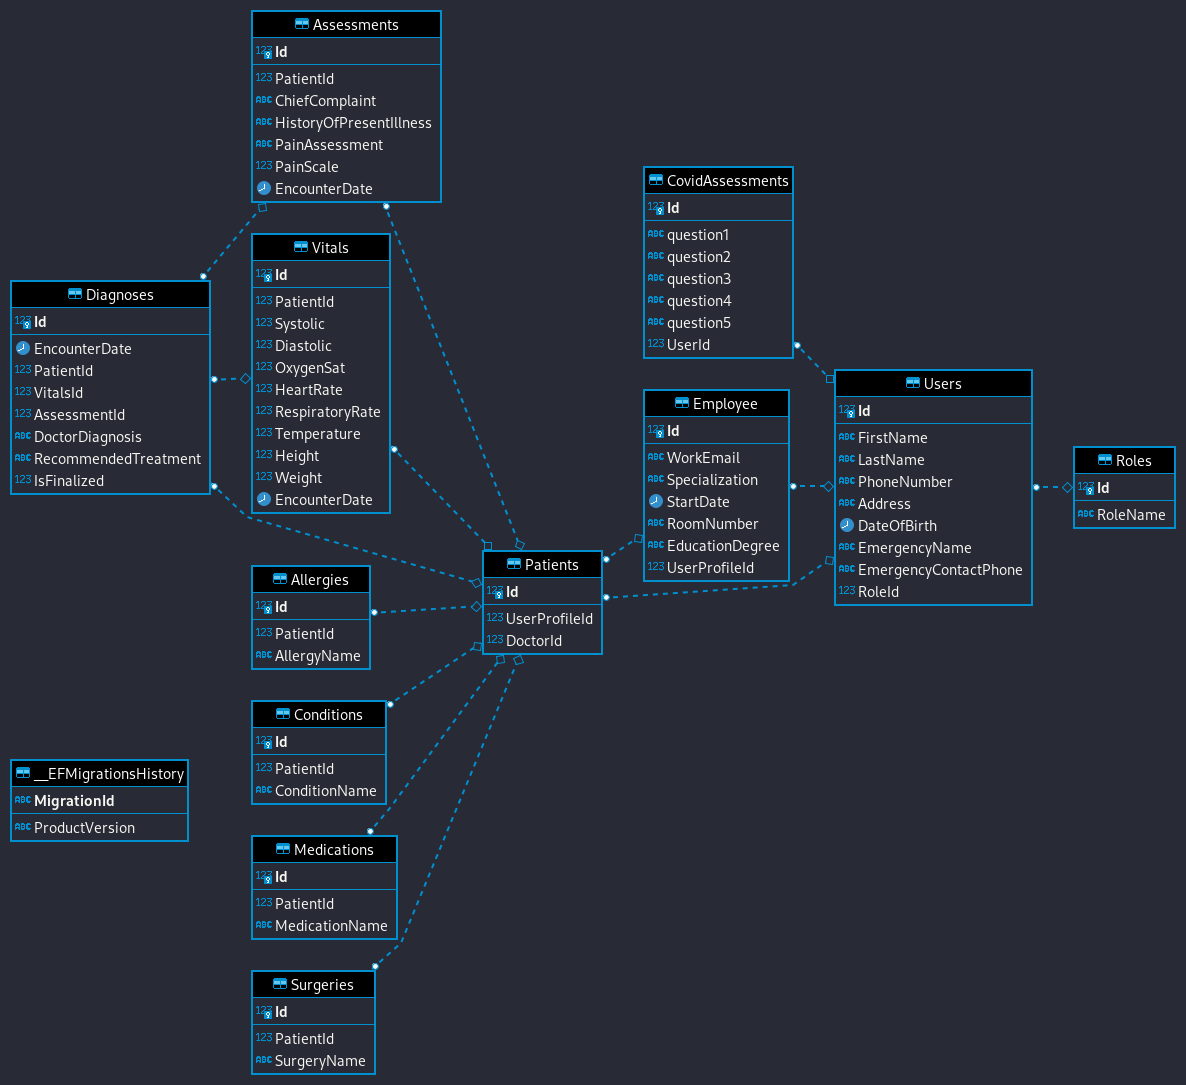 Assessments
Id
PatientId
ChiefComplaint
HistoryOfPresentIllness
PainAssessment
PainScale
EncounterDate
Vitals
Id
PatientId
Systolic
Diastolic
OxygenSat
HeartRate
RespiratoryRate
Temperature
Height
Weight
EncounterDate
Diagnoses
Id
EncounterDate
PatientId
VitalsId
AssessmentId
DoctorDiagnosis
RecommendedTreatment
IsFinalized
CovidAssessments
Id
question1
question2
question3
question4
question5
UserId
Employee
Id
WorkEmail
Specialization
StartDate
RoomNumber
EducationDegree
UserProfileId
Users
Id
FirstName
LastName
PhoneNumber
Address
DateOfBirth
EmergencyName
EmergencyContactPhone
RoleId
Roles
Id
RoleName
Patients
Id
UserProfileId
DoctorId
Allergies
Id
PatientId
AllergyName
Conditions
Id
PatientId
ConditionName
__EFMigrationsHistory
MigrationId
ProductVersion
Medications
Id
PatientId
MedicationName
Surgeries
Id
PatientId
SurgeryName